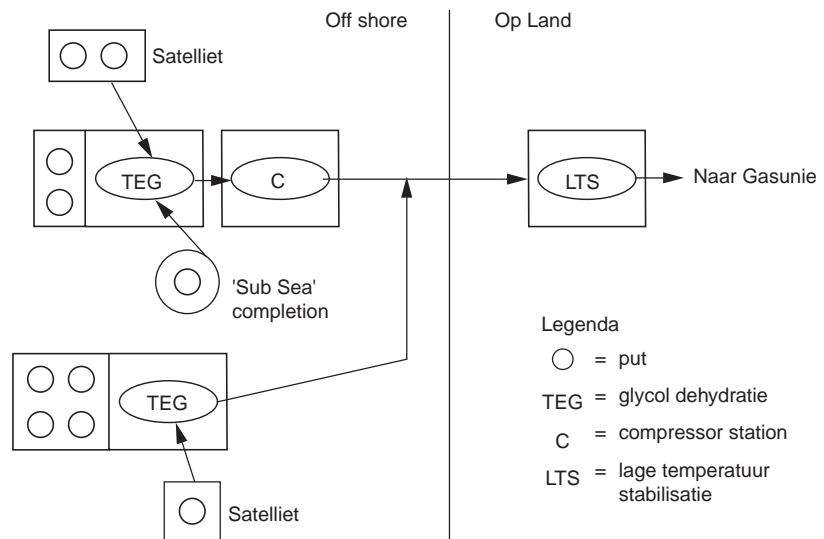 Off shore
Op Land
Satelliet
TEG
C
LTS
Naar Gasunie
'Sub Sea'
completion
TEG
Satelliet
Legenda
= put
TEG = glycol dehydratie
C = compressor station
LTS = lage temperatuur
stabilisatie